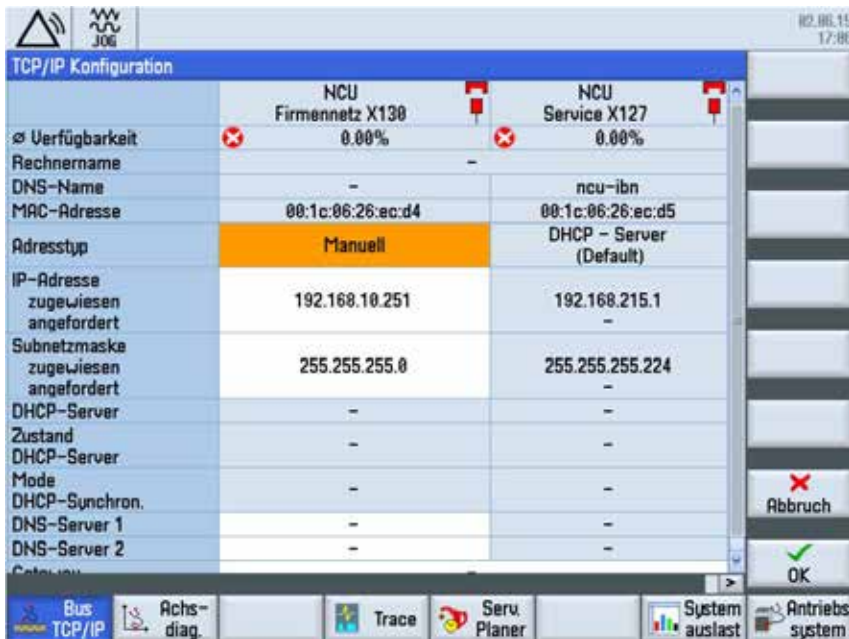 JOG
02.06.15
17:06
TCP/IP Konfiguration
NCU
Firmennetz X130
NCU
Service X127
ø Verfügbarkeit 0.00% 0.00%
Rechnername -
DNS-Name - ncu-ibn
MAC-Adresse 00:1c:06:26:ec:d4 00:1c:06:26:ec:d5
Adresstyp Manuell DHCP - Server
(Default)
IP-Adresse
zugewiesen 192.168.10.251 192.168.215.1
angefordert -
Subnetzmaske
zugewiesen 255.255.255.0 255.255.255.224
angefordert -
DHCP-Server - -
Zustand
DHCP-Server - -
Mode
DHCP-Synchron. - -
DNS-Server 1 - -
DNS-Server 2 - -
Gateway -
Abbruch
OK
Bus
TCP/IP
Achs-
diag.
Trace
Serv.
Planer
System
auslast
Antriebs
system